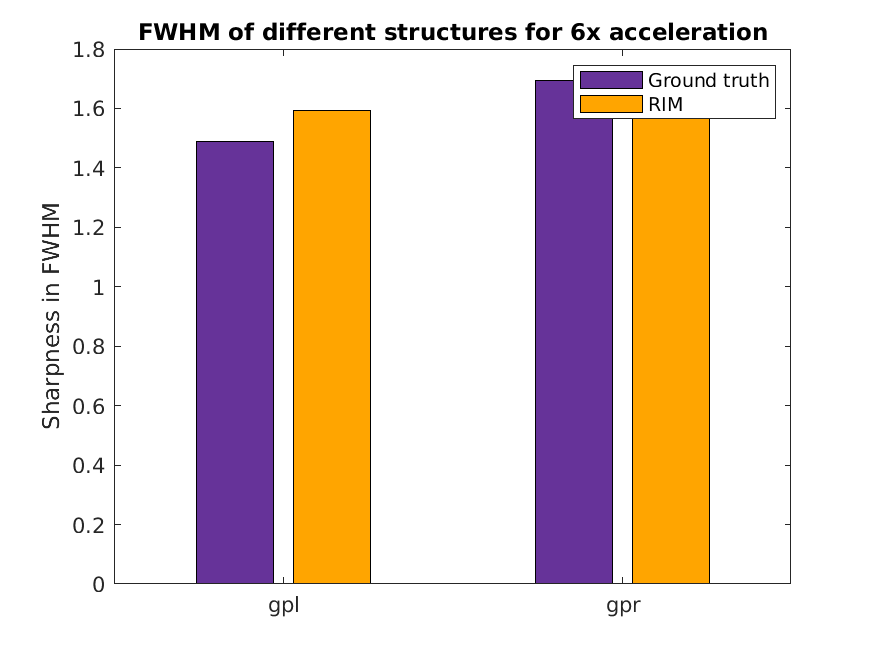 FWHM of different structures for 6x acceleration
Sharpness in FWHM
1.8
1.6
1.4
1.2
1
0.8
0.6
0.4
0.2
0
Ground truth
RIM
gpl
gpr